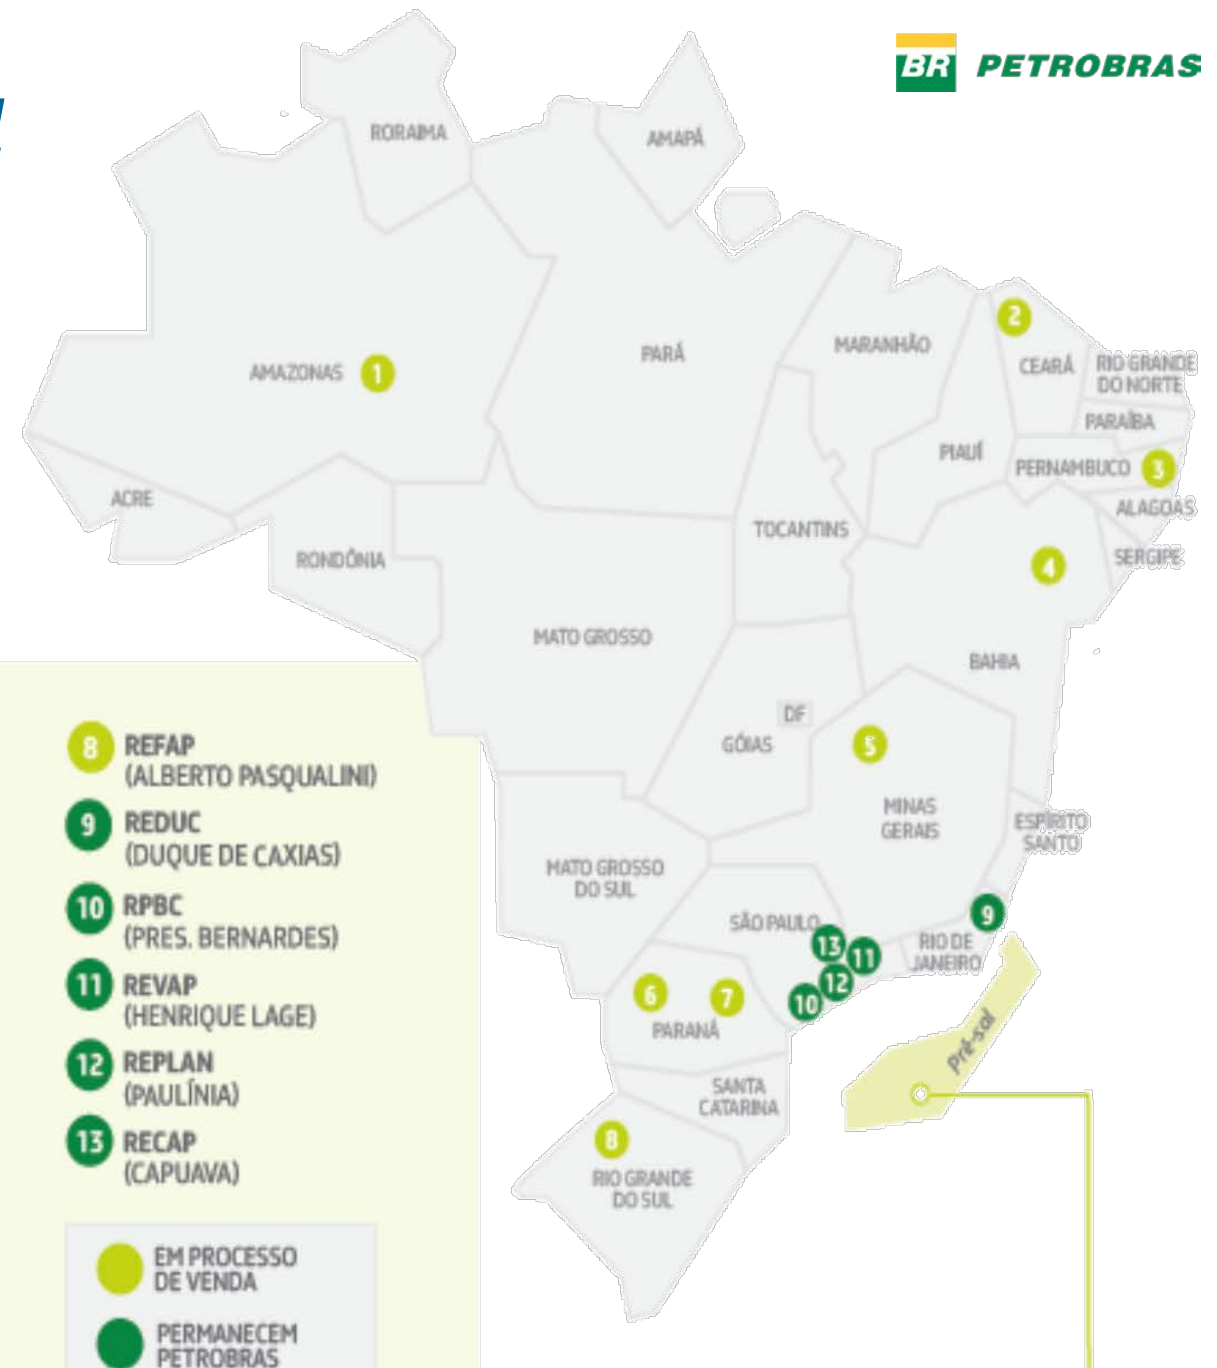 BR PETROBRAS
RORAIMA
AMAPÁ
2
MARANHÃO
PARÁ
CEARÁ
RIO GRANDE
DO NORTE
AMAZONAS 1
PARAÍBA
PIAUÍ
PERNAMBUCO 3
ACRE
ALAGOAS
TOCANTINS
SERGIPE
RONDÔNIA
4
MATO GROSSO
BAHIA
DF
GÓIAS
5
MINAS
GERAIS
ESPÍRITO
SANTO
MATO GROSSO
DO SUL
SÃO PAULO
9
13
11
RIO DE
JANEIRO
12
10
6
7
PARANÁ
Pré-sal
SANTA
CATARINA
8
RIO GRANDE
DO SUL
8 REFAP
(ALBERTO PASQUALINI)
9 REDUC
(DUQUE DE CAXIAS)
10 RPBC
(PRES. BERNARDES)
11 REVAP
(HENRIQUE LAGE)
12 REPLAN
(PAULÍNIA)
13 RECAP
(CAPUAVA)
EM PROCESSO
DE VENDA
PERMANECEM
PETROBRAS